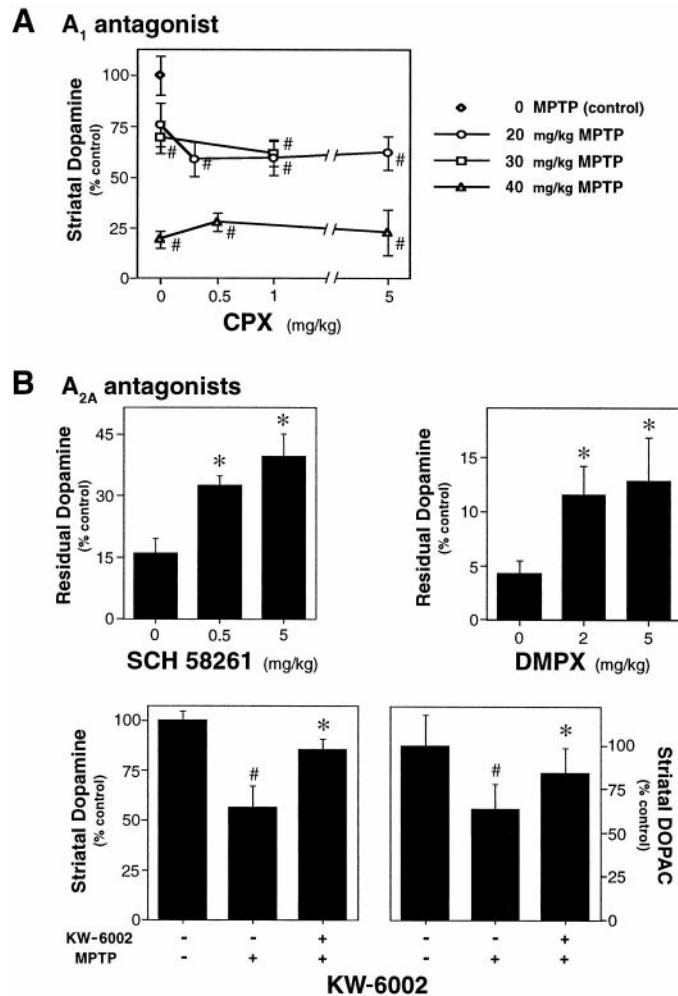 A A1 antagonist
Striatal Dopamine
(% control)
100
75
50
25
0
#
#
#
#
#
#
#
#
0 0.5 1 5
CPX (mg/kg)
0 MPTP (control)
20 mg/kg MPTP
30 mg/kg MPTP
40 mg/kg MPTP
B A2A antagonists
Residual Dopamine
(% control)
45
30
15
0
*
*
0 0.5 5
SCH 58261 (mg/kg)
Residual Dopamine
(% control)
15
10
5
0
*
*
0 2 5
DMPX (mg/kg)
Striatal Dopamine
(% control)
100
75
50
25
0
#
*
#
*
100
75
50
25
0
Striatal DOPAC
(% control)
KW-6002 - - + - - +
MPTP - + + - + +
KW-6002